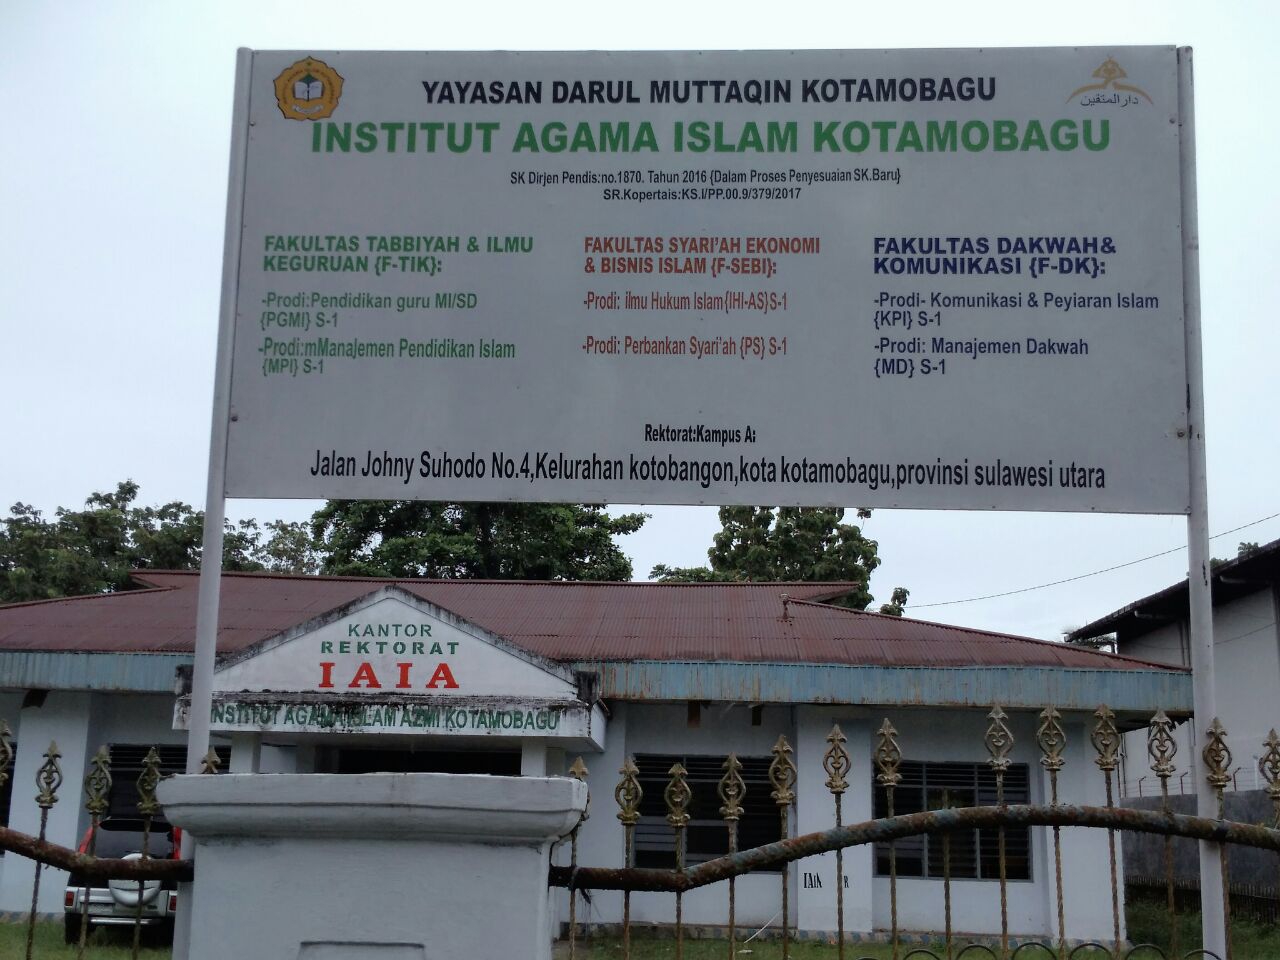 YAYASAN DARUL MUTTAQIN KOTAMOBAGU
دار المتقين
INSTITUT AGAMA ISLAM KOTAMOBAGU
SK Dirjen Pendis:no.1870. Tahun 2016 {Dalam Proses Penyesuaian SK.Baru}
SR.Kopertais:KS.I/PP.00.9/379/2017
FAKULTAS TABBIYAH & ILMU
KEGURUAN {F-TIK}:
-Prodi:Pendidikan guru MI/SD
{PGMI} S-1
-Prodi:mManajemen Pendidikan Islam
{MPI} S-1
FAKULTAS SYARI'AH EKONOMI
& BISNIS ISLAM {F-SEBI}:
-Prodi: ilmu Hukum Islam{IHI-AS}S-1
-Prodi: Perbankan Syari'ah {PS} S-1
FAKULTAS DAKWAH&
KOMUNIKASI {F-DK}:
-Prodi- Komunikasi & Peyiaran Islam
{KPI} S-1
-Prodi: Manajemen Dakwah
{MD} S-1
Rektorat:Kampus A:
Jalan Johny Suhodo No.4,Kelurahan kotobangon,kota kotamobagu,provinsi sulawesi utara
KANTOR
REKTORAT
IAIA
INSTITUT AGAMA ISLAM AZMI KOTAMOBAGU
IAIA